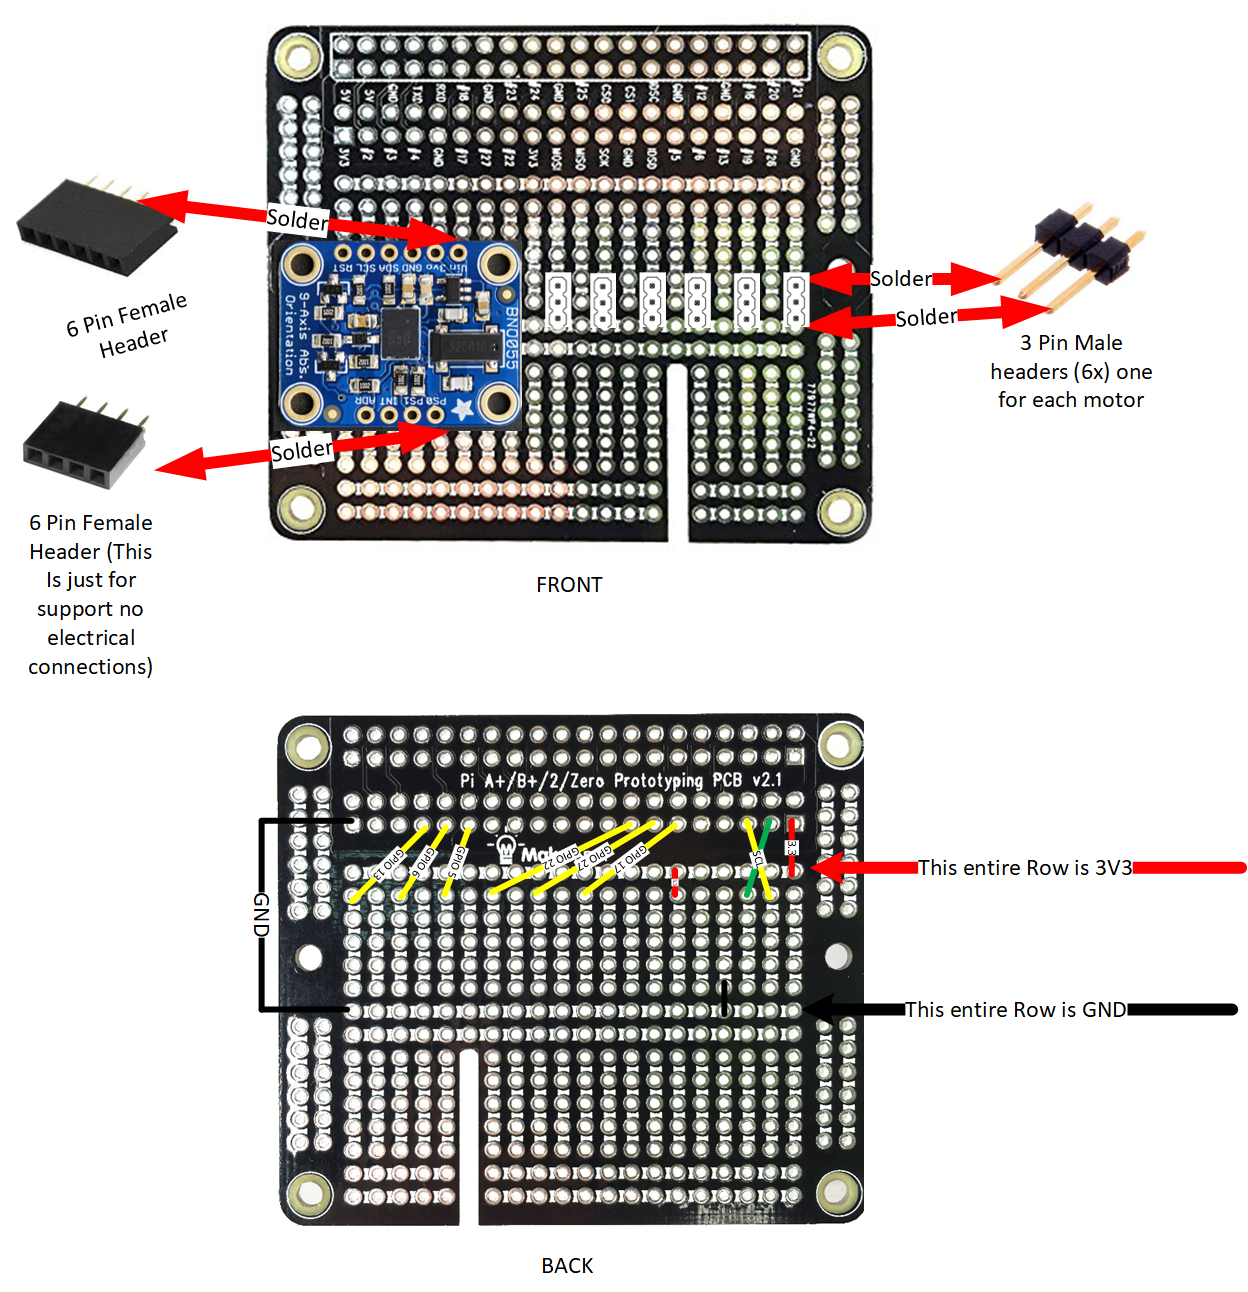 5V 5V GND TXD RXD #18 GND #23 #24 GND #25 CS0 CS1 IDSC GND #12 GND #16 #20 #21
3V3 #2 #3 #4 GND #17 #27 #22 3V3 MOSI MISO SCK GND IDSD #5 #6 #13 #19 #26 GND
Solder
Vin 3vo GND SDA SCL RST
9-Axis Abs.
Orientation
BNO055
PS0 PS1 INT ADR
6 Pin Female
Header
Solder
Solder
Solder
3 Pin Male
headers (6x) one
for each motor
6 Pin Female
Header (This
Is just for
support no
electrical
connections)
FRONT
Pi A+/B+/2/Zero Prototyping PCB v2.1
GND
GPIO 13
GPIO 6
GPIO 5
GPIO 22
GPIO 27
GPIO 17
3.3
This entire Row is 3V3
This entire Row is GND
BACK